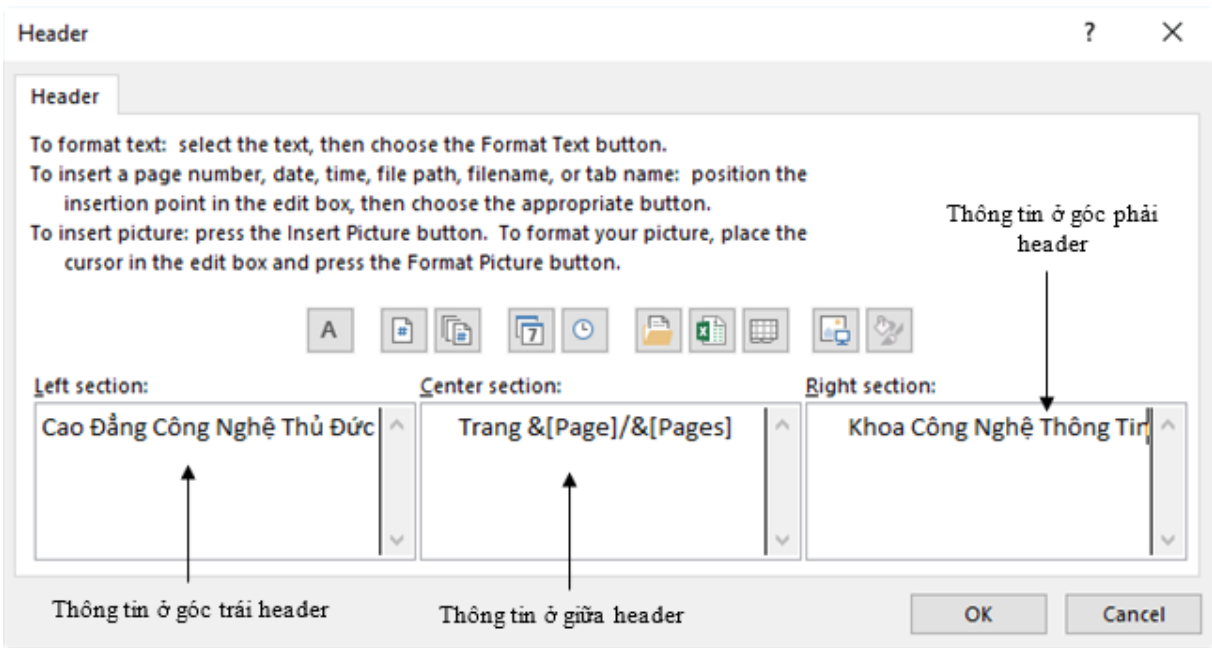 Header
?
Header
To format text: select the text, then choose the Format Text button.
To insert a page number, date, time, file path, filename, or tab name: position the
insertion point in the edit box, then choose the appropriate button.
To insert picture: press the Insert Picture button. To format your picture, place the
cursor in the edit box and press the Format Picture button.
Thông tin ở góc phải
header
A
#
#
7
Left section:
Center section:
Right section:
Cao Đẳng Công Nghệ Thủ Đức
Trang &[Page]/&[Pages]
Khoa Công Nghệ Thông Tin
Thông tin ở góc trái header
Thông tin ở giữa header
OK
Cancel